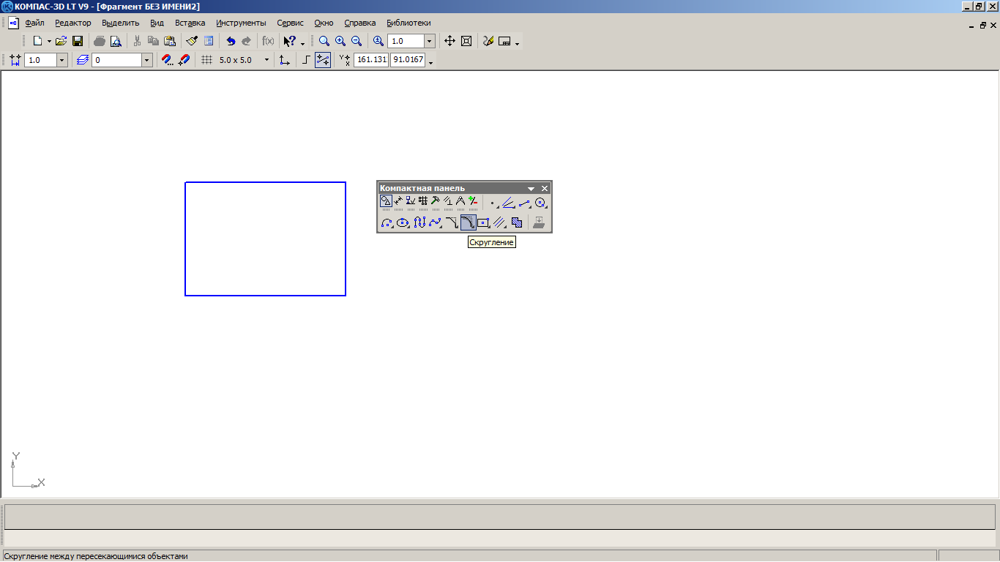 КОМПАС-3D LT V9 - [Фрагмент БЕЗ ИМЕНИ2]
Файл Редактор Выделить Вид Вставка Инструменты Сервис Окно Справка Библиотеки
f(x) 1.0
1.0 0 5.0 x 5.0 Y X 161.131 91.0167
Компактная панель
Скругление
Y
X
Скругление между пересекающимися объектами